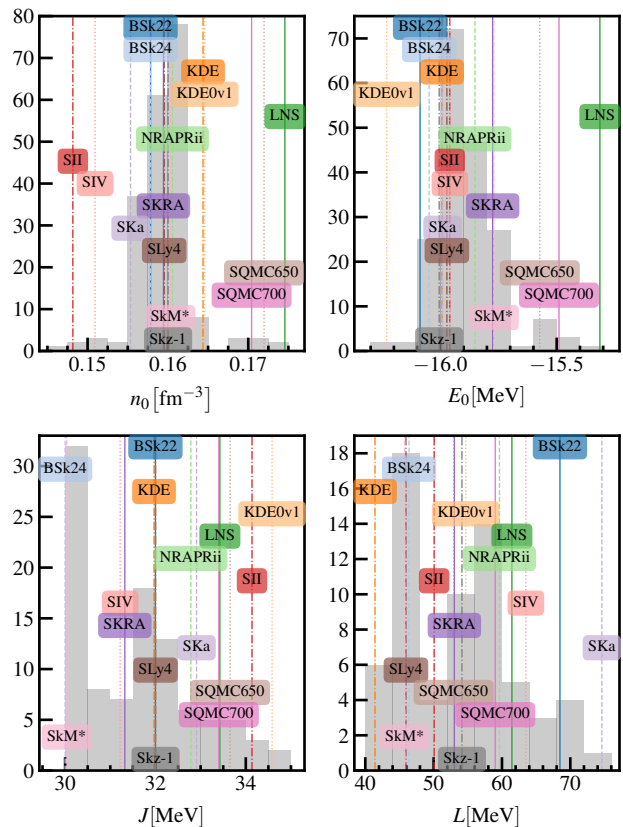 80
70
60
50
40
30
20
10
0
BSk22
BSk24
KDE
KDE0v1
LNS
NRAPRii
SII
SIV
SKRA
SKa
SLy4
SQMC650
SQMC700
SkM*
Skz-1
0.15
0.16
0.17
n₀[fm⁻³]
70
60
50
40
30
20
10
0
BSk22
BSk24
KDE
KDE0v1
LNS
NRAPRii
SII
SIV
SKRA
SKa
SLy4
SQMC650
SQMC700
SkM*
Skz-1
−16.0
−15.5
E₀[MeV]
30
25
20
15
10
5
0
BSk22
BSk24
KDE
KDE0v1
LNS
NRAPRii
SII
SIV
SKRA
SKa
SLy4
SQMC650
SQMC700
SkM*
Skz-1
30
32
34
J[MeV]
18
16
14
12
10
8
6
4
2
0
BSk22
BSk24
KDE
KDE0v1
LNS
NRAPRii
SII
SIV
SKRA
SKa
SLy4
SQMC650
SQMC700
SkM*
Skz-1
40
50
60
70
L[MeV]